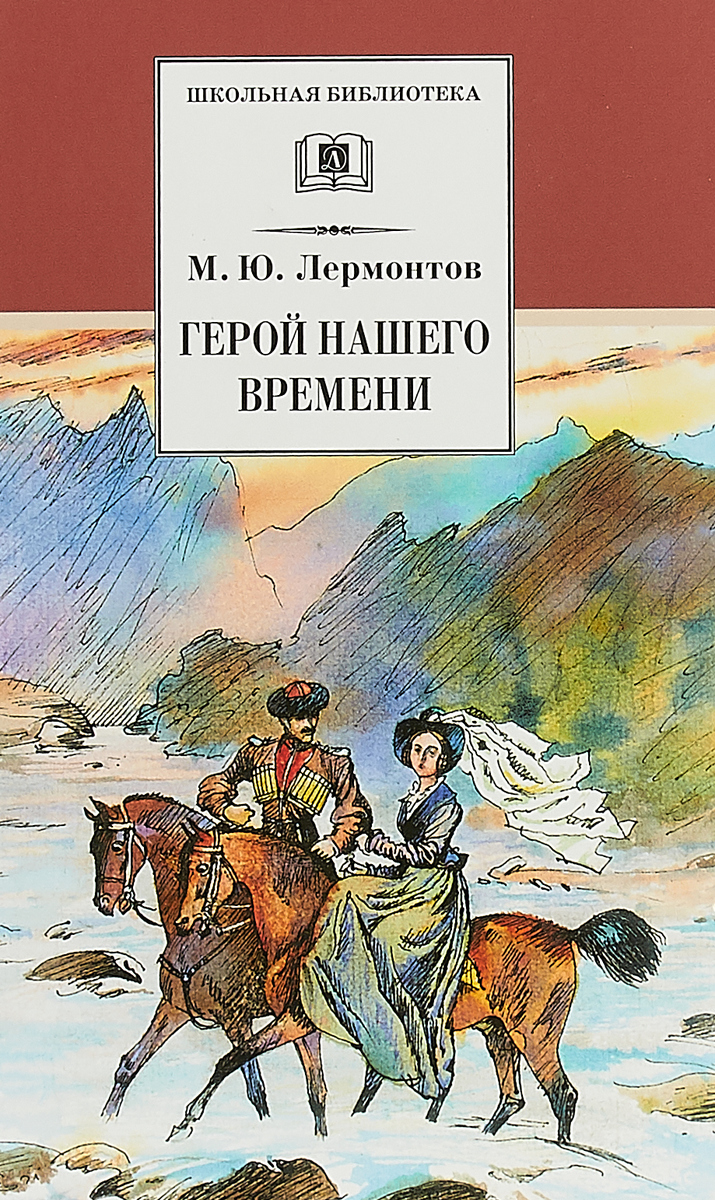 ШКОЛЬНАЯ БИБЛИОТЕКА
Д
М. Ю. Лермонтов
ГЕРОЙ НАШЕГО
ВРЕМЕНИ